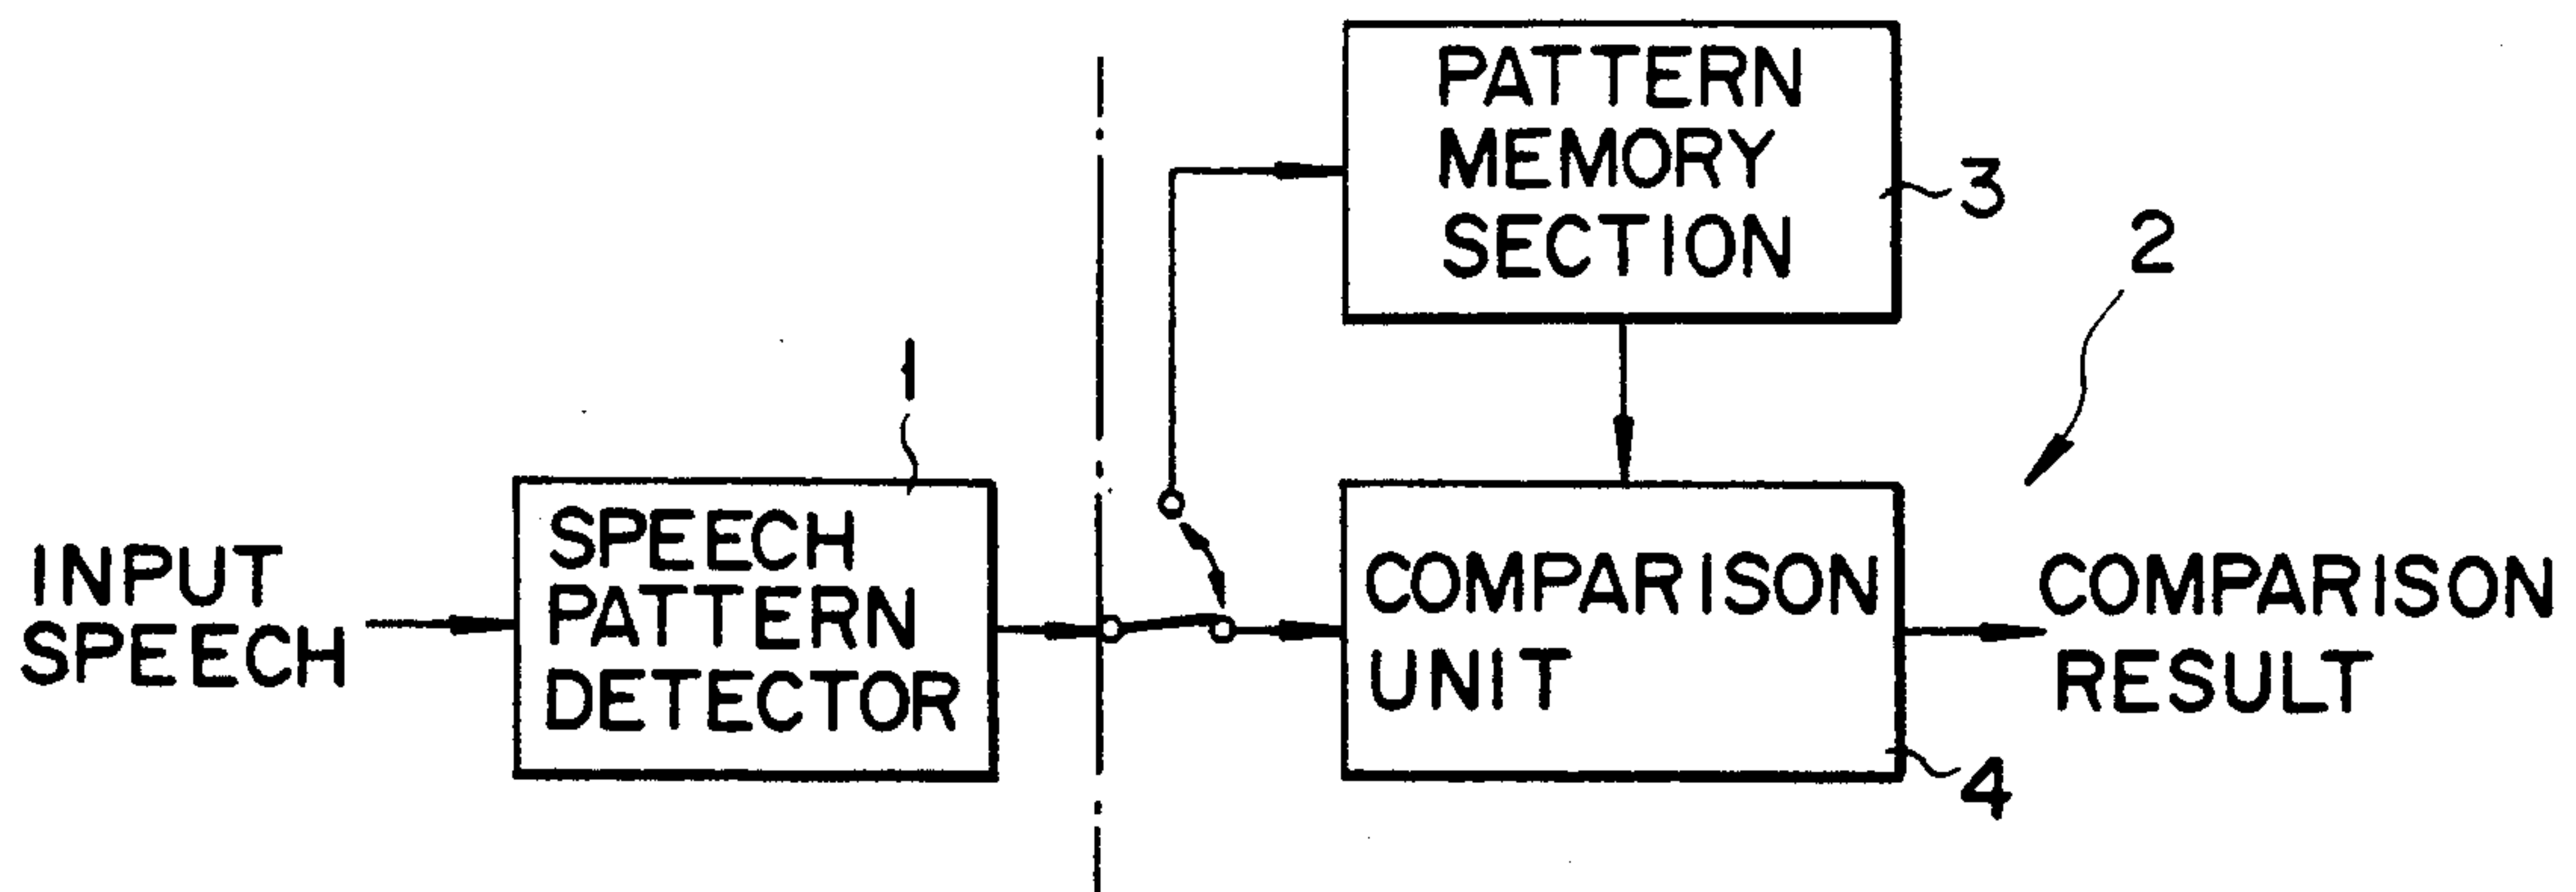 PATTERN
MEMORY
SECTION
3
2
1
INPUT
SPEECH
SPEECH
PATTERN
DETECTOR
COMPARISON
UNIT
COMPARISON
RESULT
4